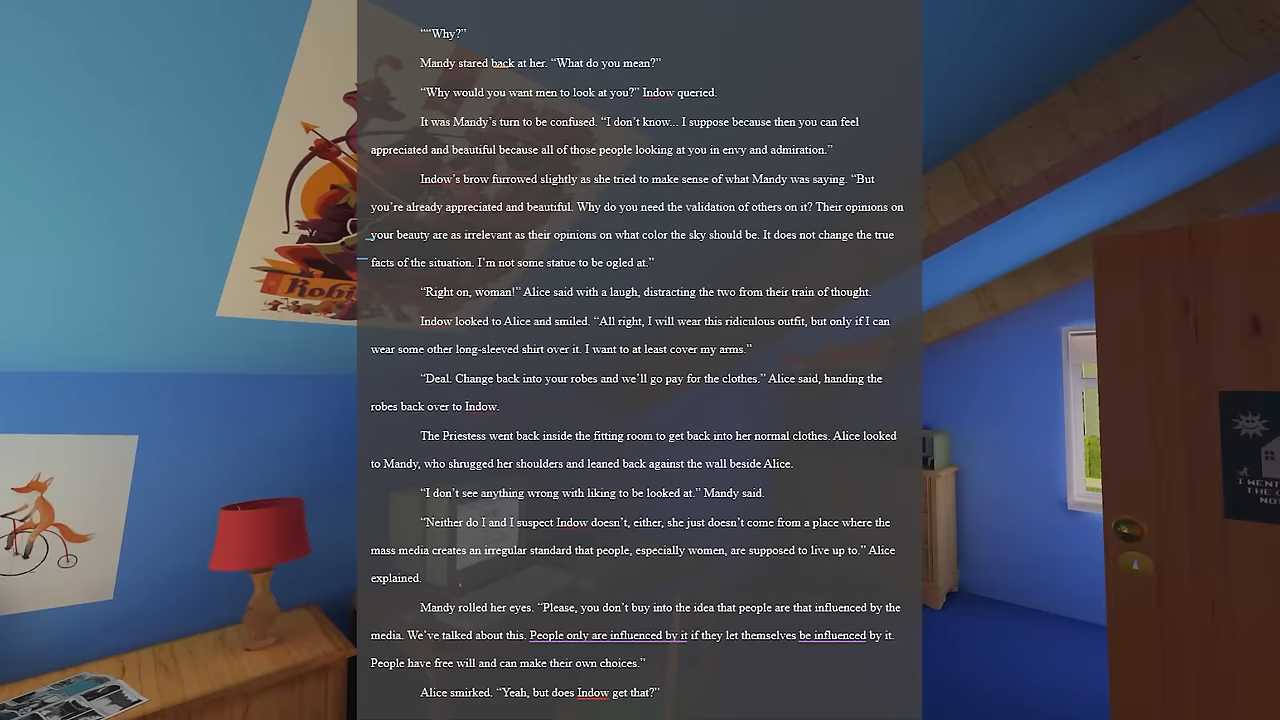 ““Why?”
Mandy stared back at her. “What do you mean?”
“Why would you want men to look at you?” Indow queried.
It was Mandy’s turn to be confused. “I don’t know... I suppose because then you can feel
appreciated and beautiful because all of those people looking at you in envy and admiration.”
Indow’s brow furrowed slightly as she tried to make sense of what Mandy was saying. “But
you’re already appreciated and beautiful. Why do you need the validation of others on it? Their opinions on
your beauty are as irrelevant as their opinions on what color the sky should be. It does not change the true
facts of the situation. I’m not some statue to be ogled at.”
“Right on, woman!” Alice said with a laugh, distracting the two from their train of thought.
Indow looked to Alice and smiled. “All right, I will wear this ridiculous outfit, but only if I can
wear some other long-sleeved shirt over it. I want to at least cover my arms.”
“Deal. Change back into your robes and we’ll go pay for the clothes.” Alice said, handing the
robes back over to Indow.
The Priestess went back inside the fitting room to get back into her normal clothes. Alice looked
to Mandy, who shrugged her shoulders and leaned back against the wall beside Alice.
“I don’t see anything wrong with liking to be looked at.” Mandy said.
“Neither do I and I suspect Indow doesn’t, either, she just doesn’t come from a place where the
mass media creates an irregular standard that people, especially women, are supposed to live up to.” Alice
explained.
Mandy rolled her eyes. “Please, you don’t buy into the idea that people are that influenced by the
media. We’ve talked about this. People only are influenced by it if they let themselves be influenced by it.
People have free will and can make their own choices.”
Alice smirked. “Yeah, but does Indow get that?”
Robi
I WENT
THE
NO